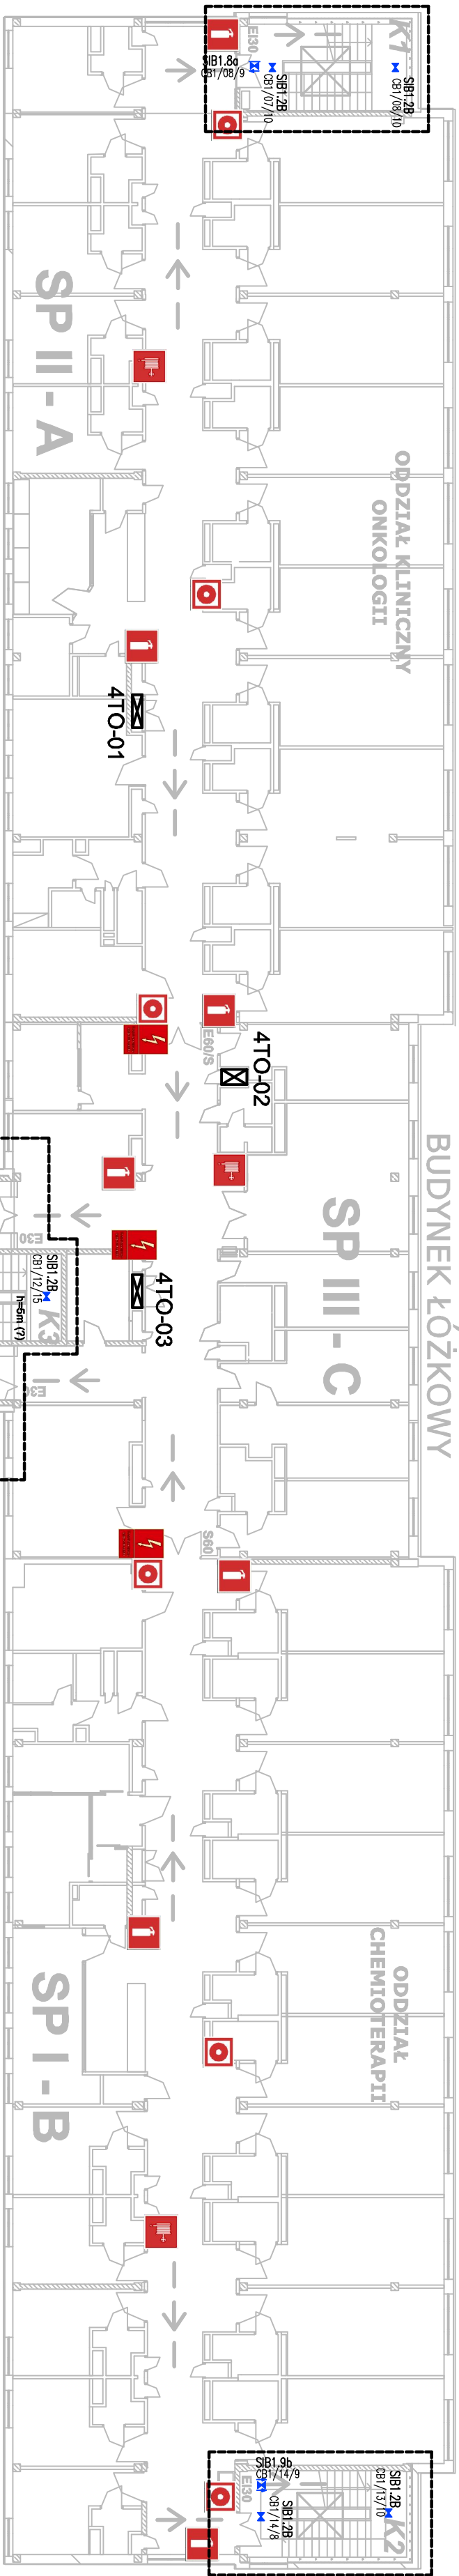 K1
EI30
SIB1.8a
CB1/08/9
SIB1.2B
CB1/07/10
SIB1.2B
CB1/08/10
SP II - A
ODDZIAŁ KLINICZNY
ONKOLOGII
4TO-01
E60/S
4TO-02
BUDYNEK ŁÓŻKOWY
SP III - C
E30
SIB1.2B
CB1/12/15
K3
h=5m (?)
4TO-03
E30
S60
ODDZIAŁ
CHEMIOTERAPII
SP I - B
SIB1.9b
CB1/14/9
EI30
SIB1.2B
CB1/14/8
SIB1.2B
CB1/13/10
K2